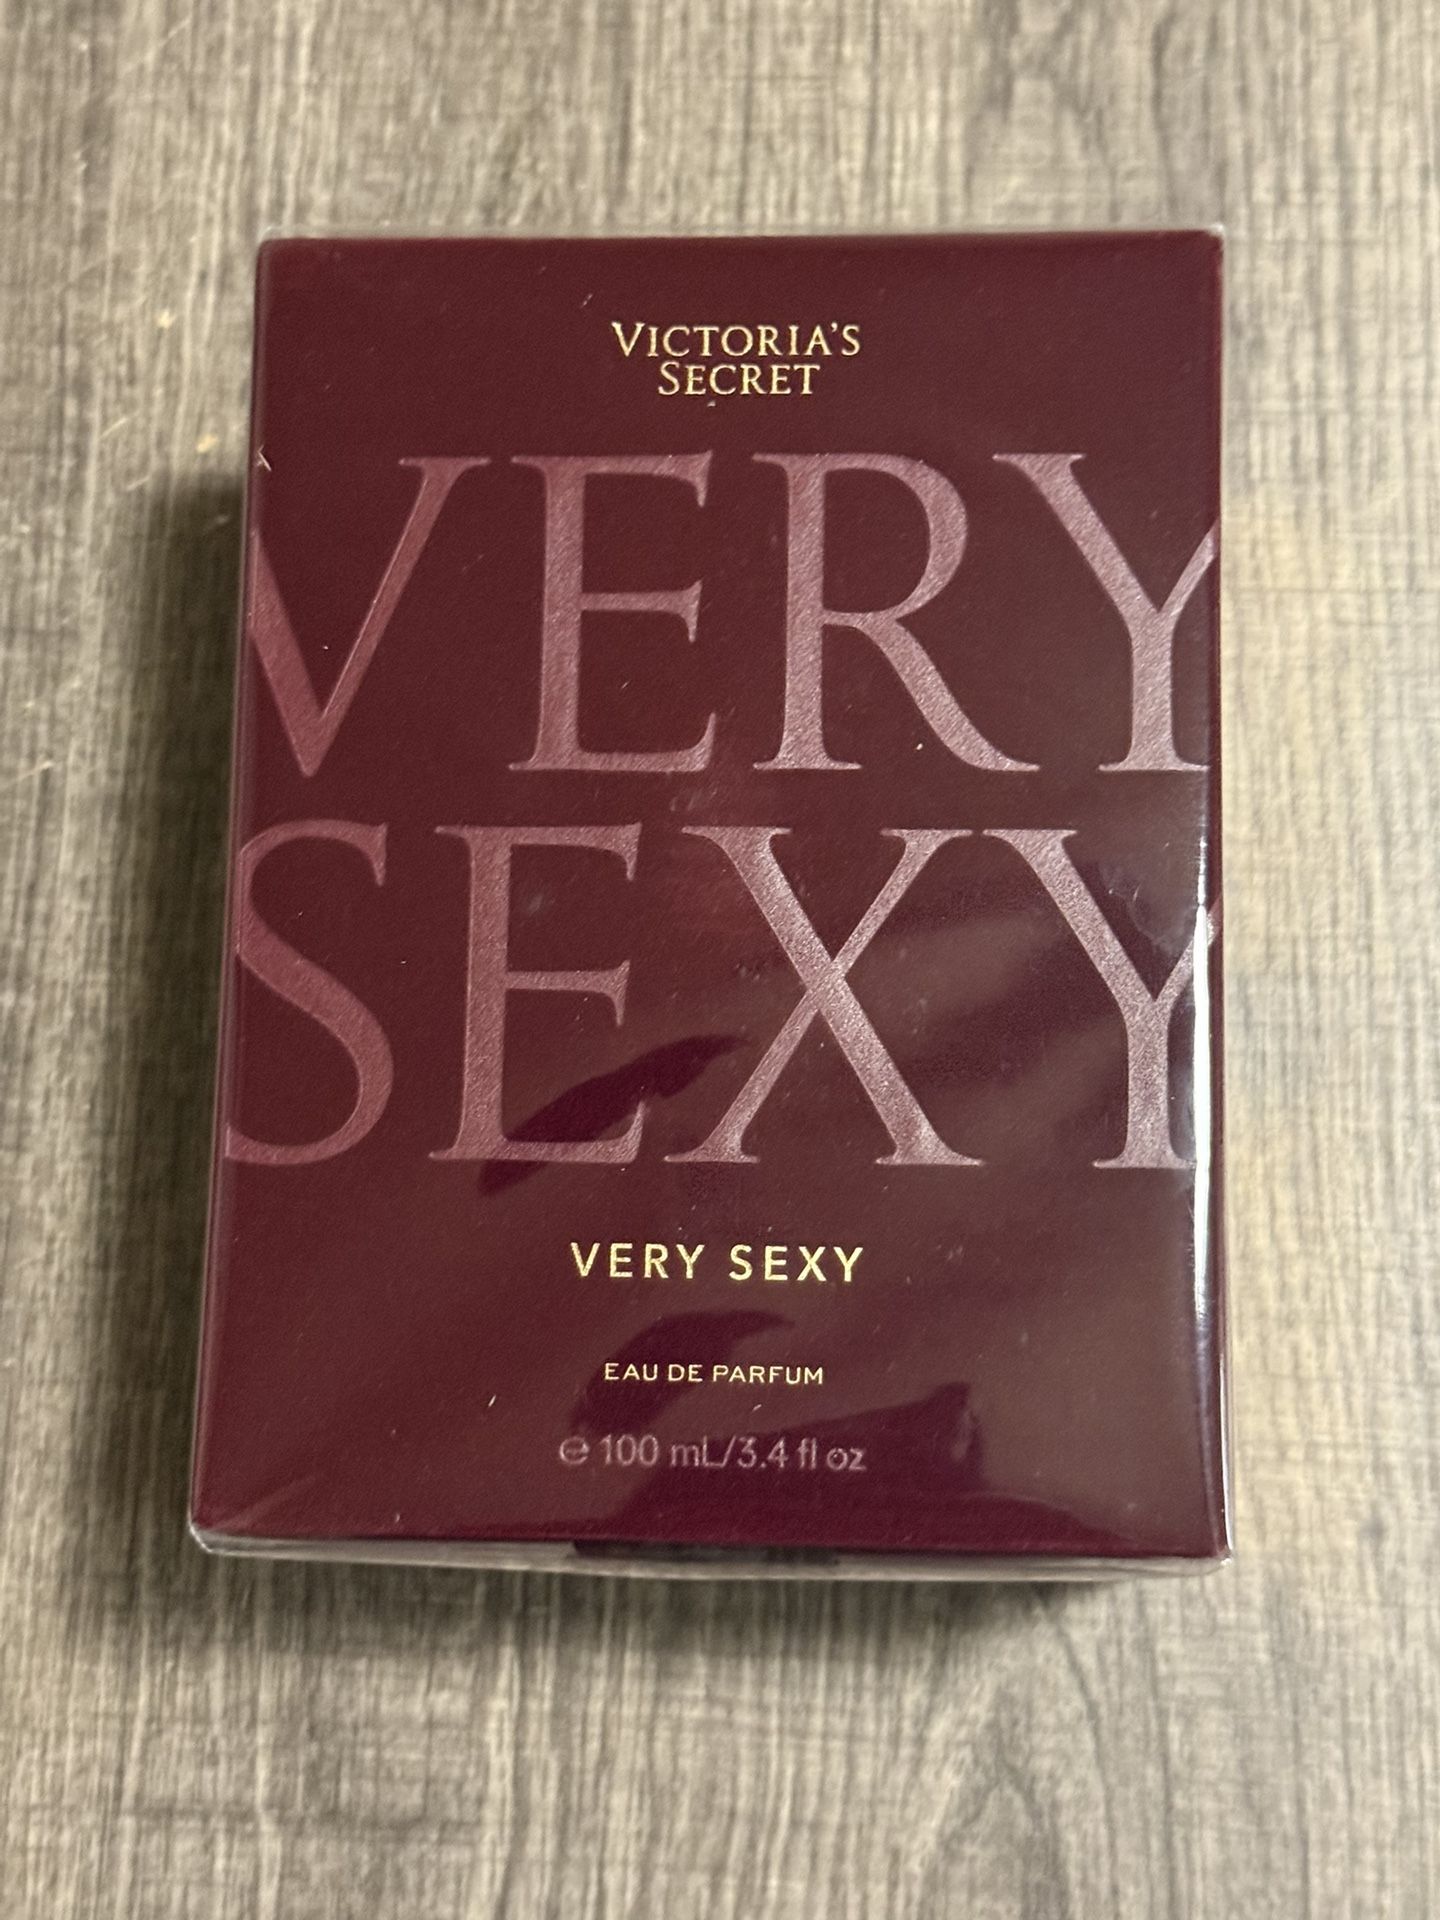 VICTORIA'S
SECRET
VERY
SEXY
VERY SEXY
EAU DE PARFUM
℮ 100 mL/3.4 fl oz